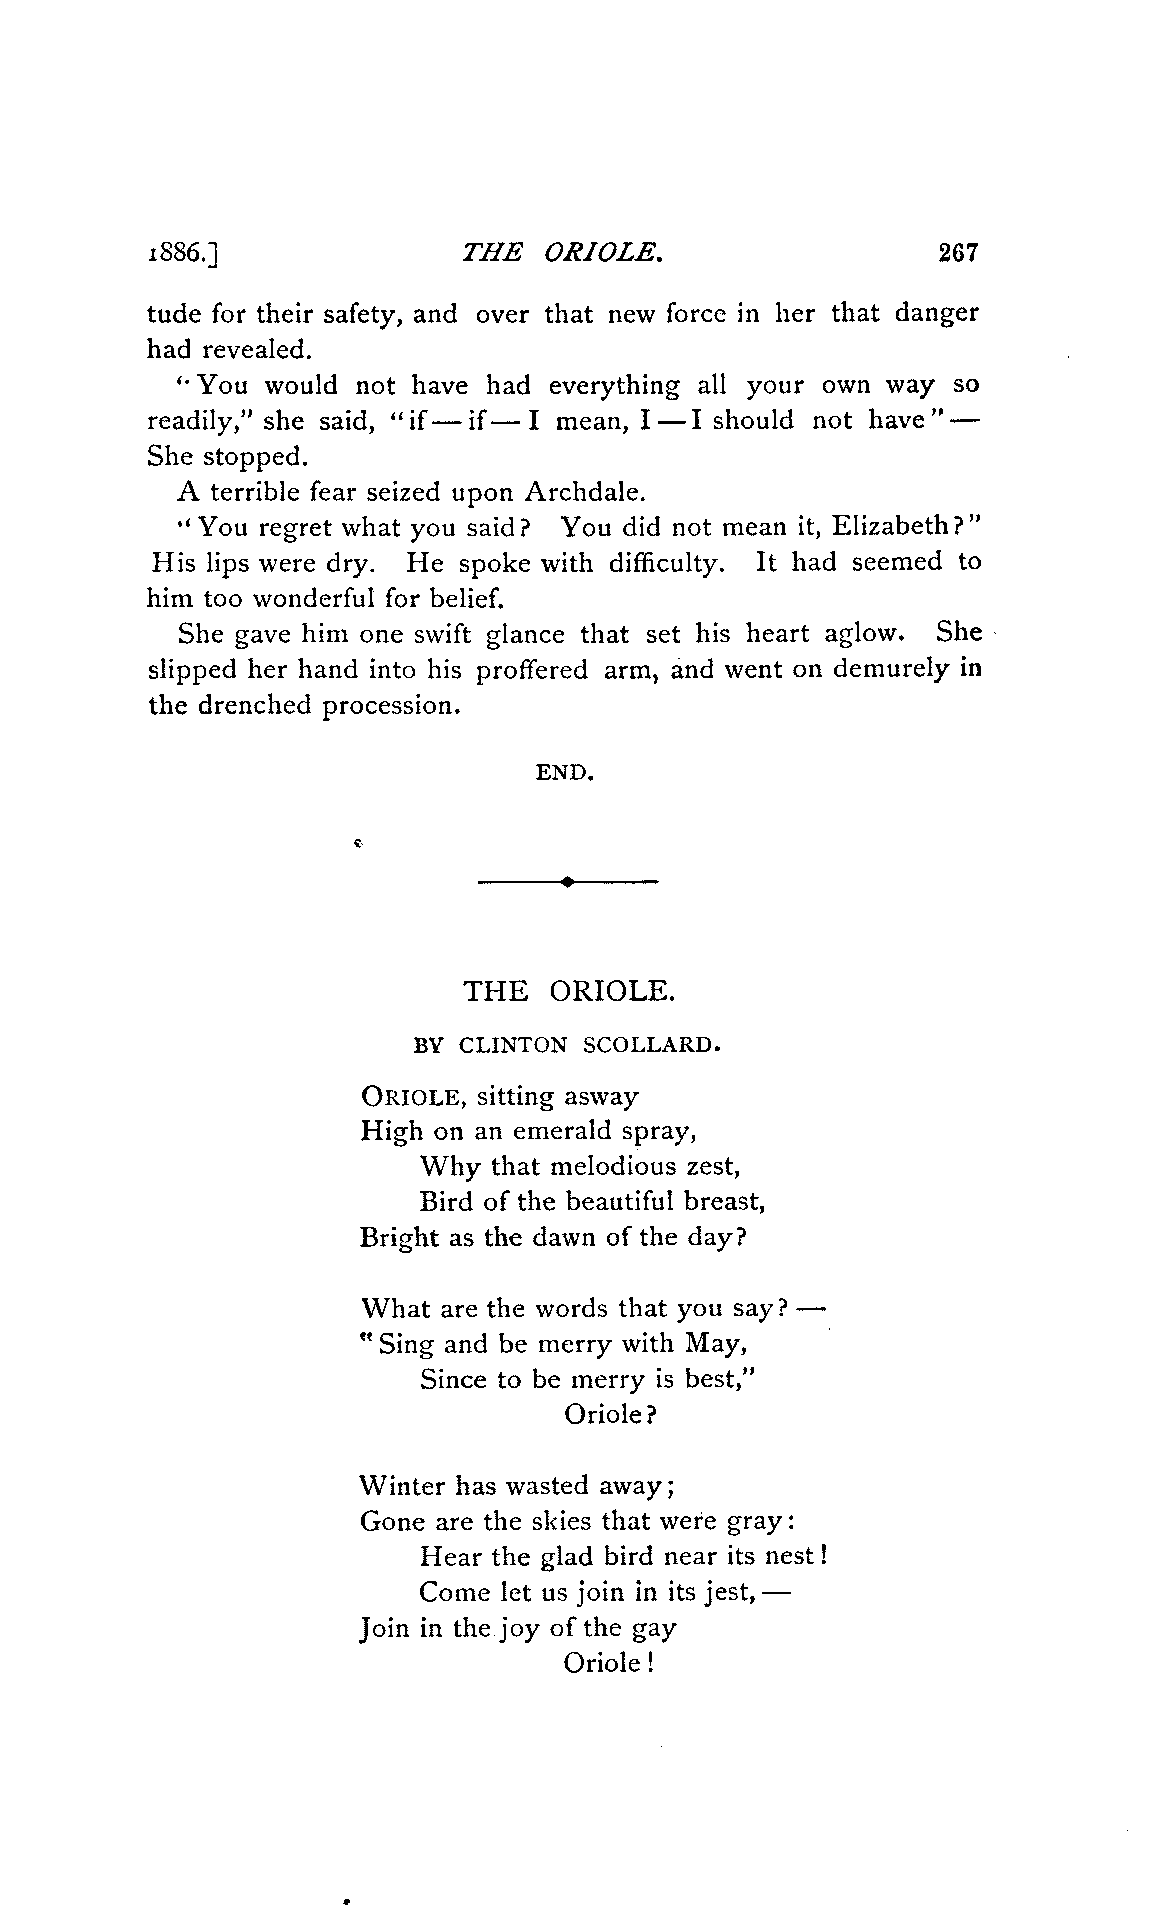 1886.] THE ORIOLE. 267
tude for their safety, and over that new force in her that danger
had revealed.
"You would not have had everything all your own way so
readily," she said, "if — if — I mean, I — I should not have" —
She stopped.
A terrible fear seized upon Archdale.
"You regret what you said? You did not mean it, Elizabeth?"
His lips were dry. He spoke with difficulty. It had seemed to
him too wonderful for belief.
She gave him one swift glance that set his heart aglow. She
slipped her hand into his proffered arm, and went on demurely in
the drenched procession.
END.
THE ORIOLE.
BY CLINTON SCOLLARD.
ORIOLE, sitting asway
High on an emerald spray,
Why that melodious zest,
Bird of the beautiful breast,
Bright as the dawn of the day?
What are the words that you say? —
"Sing and be merry with May,
Since to be merry is best,"
Oriole?
Winter has wasted away;
Gone are the skies that were gray:
Hear the glad bird near its nest!
Come let us join in its jest, —
Join in the joy of the gay
Oriole!